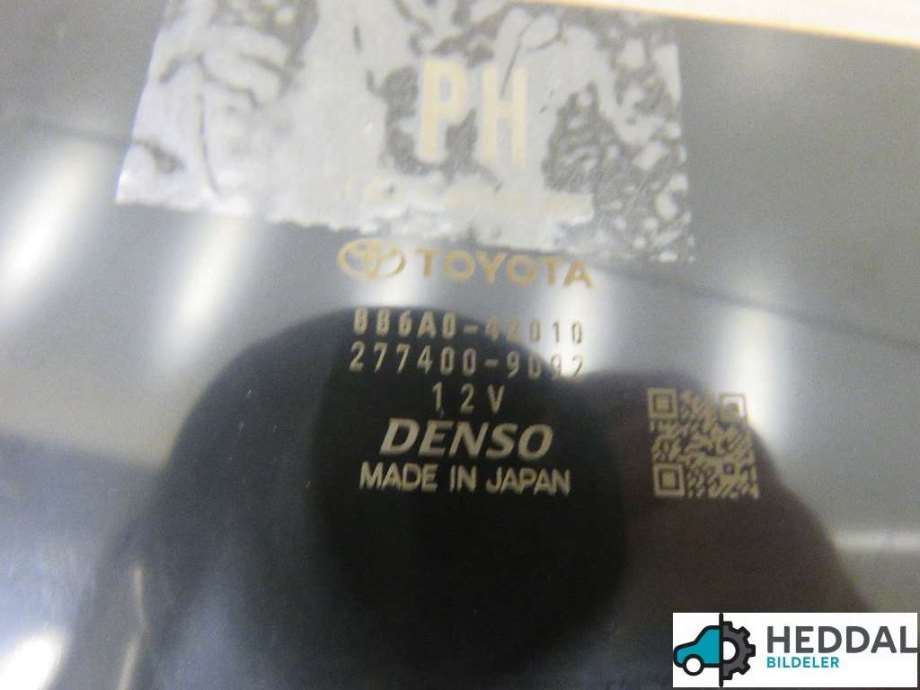 PH
TOYOTA
277400-9092
12V
DENSO
MADE IN JAPAN
HEDDAL
BILDELER